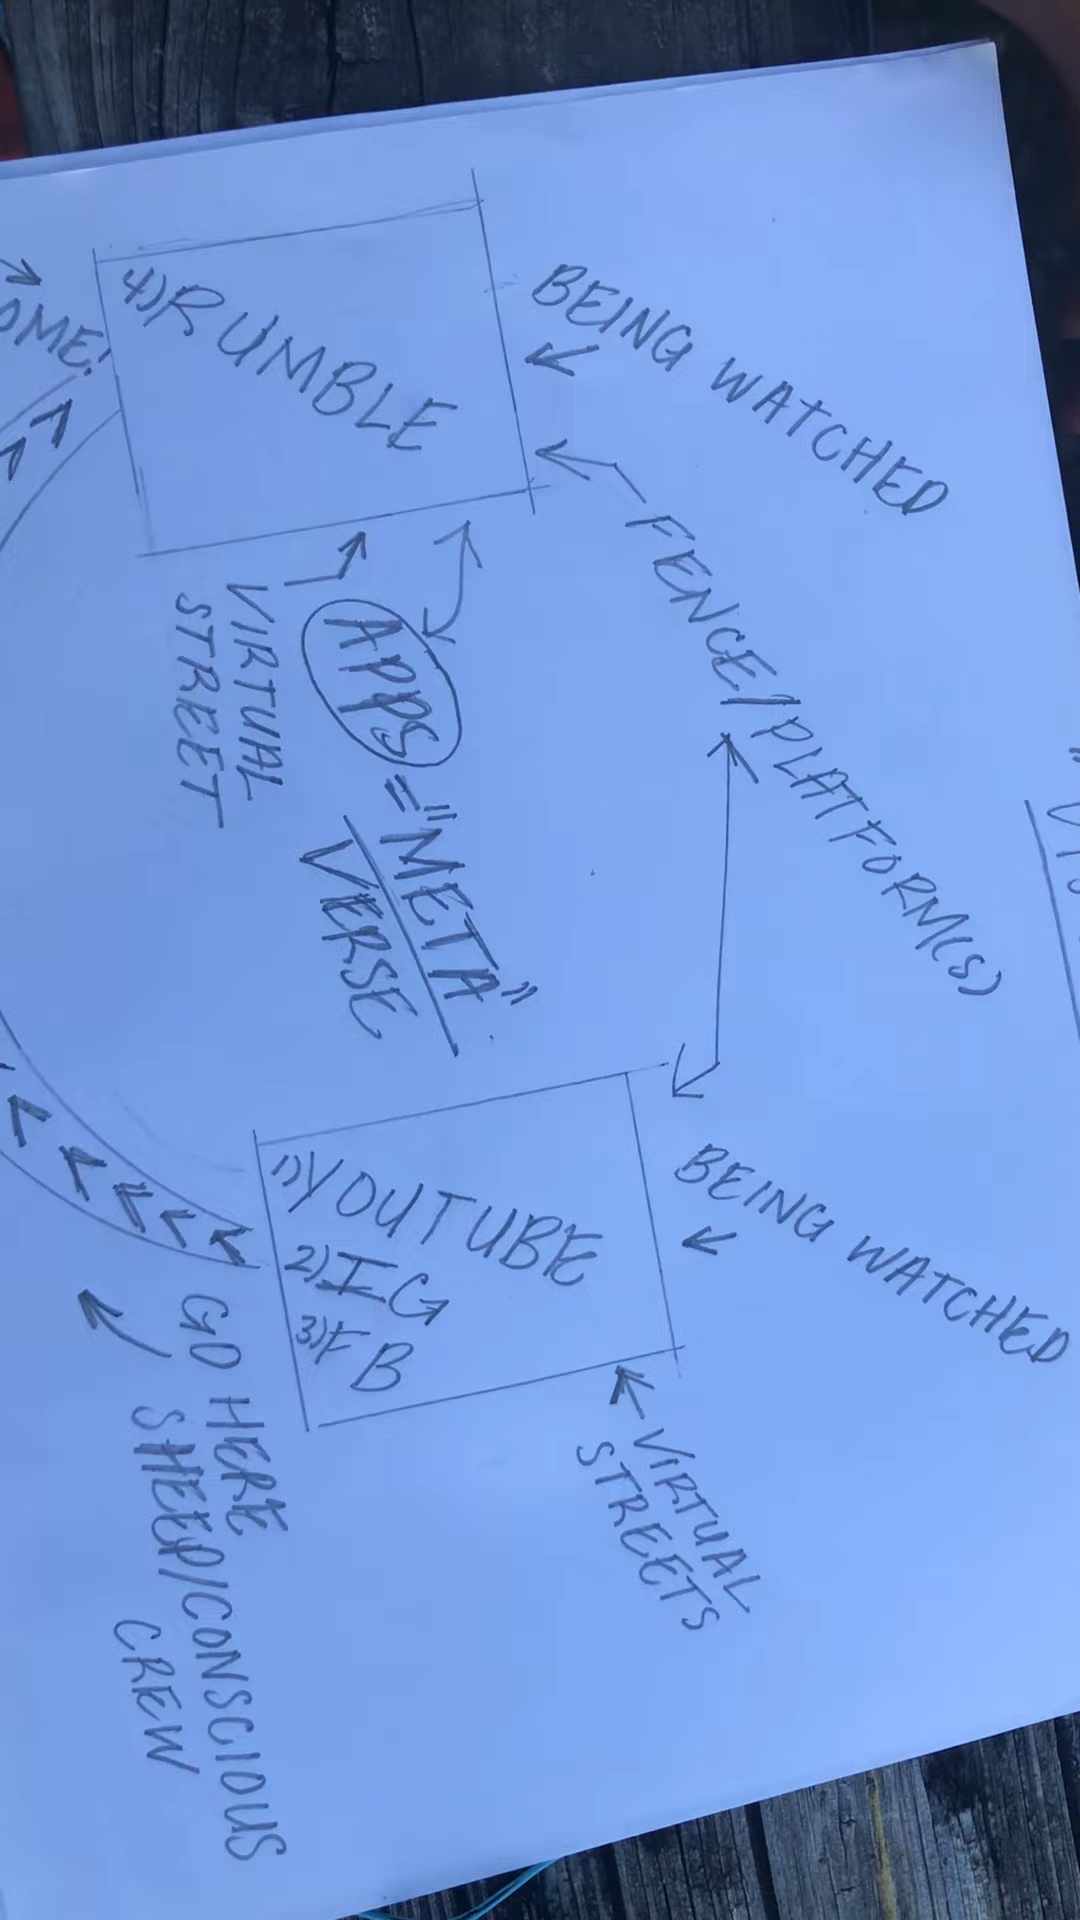 BEING WATCHED
BEING WATCHED
FENCE/PLATFORM(S)
4) RUMBLE
APPS = "META"
VERSE
VIRTUAL
STREET
1) YOUTUBE
2) IG
3) FB
VIRTUAL
STREETS
GO HERE
SHEEP/CONSCIOUS
CREW